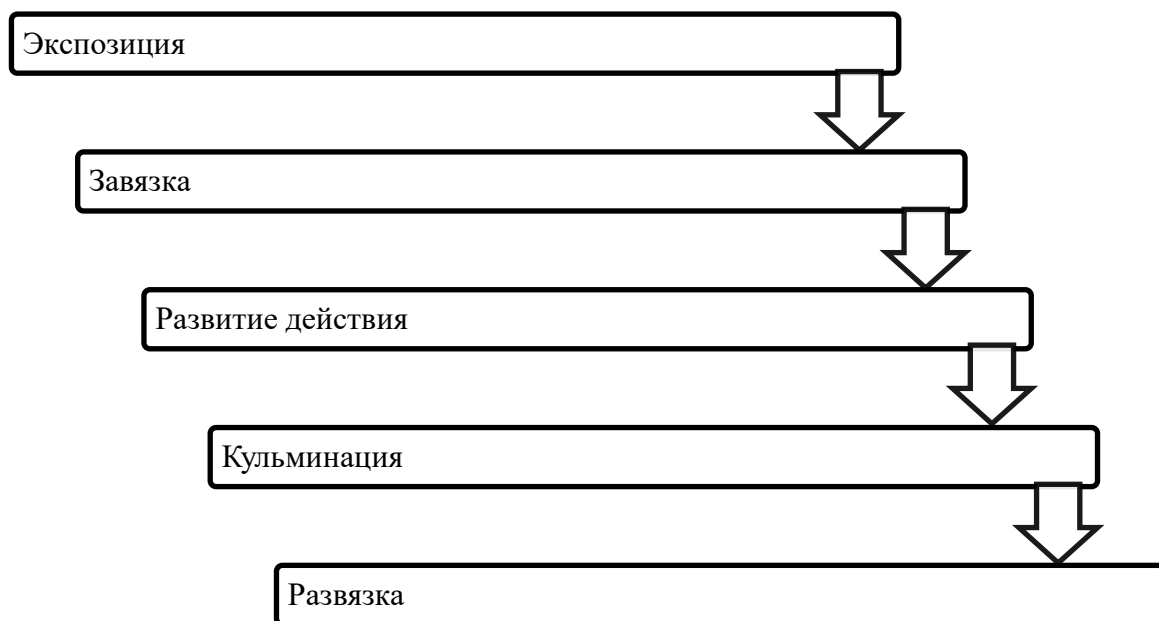 Экспозиция
Завязка
Развитие действия
Кульминация
Развязка